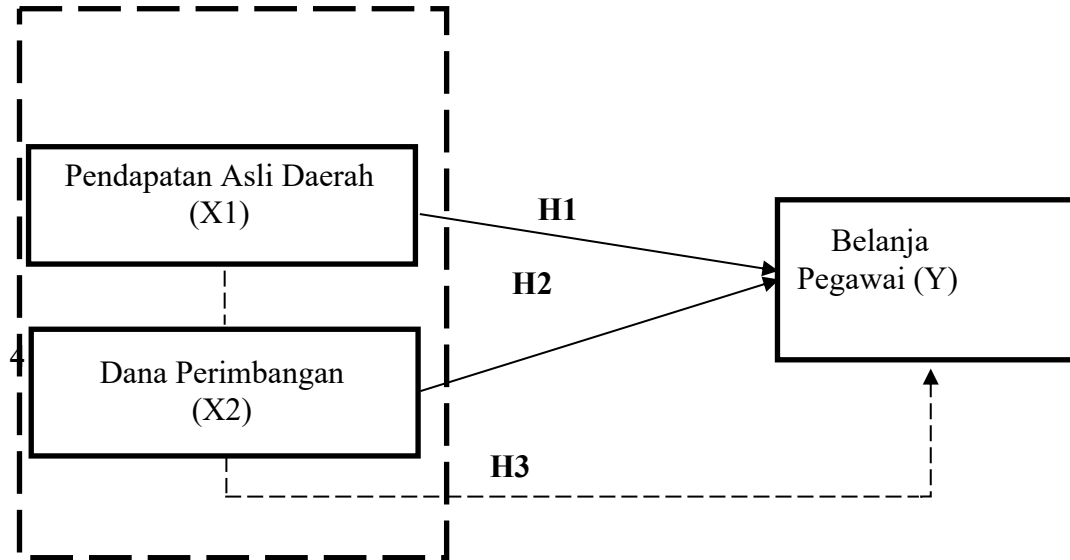 Pendapatan Asli Daerah
(X1)
H1
Belanja
Pegawai (Y)
H2
4
Dana Perimbangan
(X2)
H3